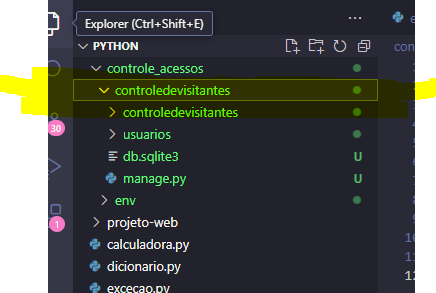 Explorer (Ctrl+Shift+E)
PYTHON
controle_acessos
controledevisitantes
controledevisitantes
usuarios
db.sqlite3 U
manage.py U
env
projeto-web
calculadora.py
dicionario.py
excecao.py
30
1
e
con
1
10
11
12